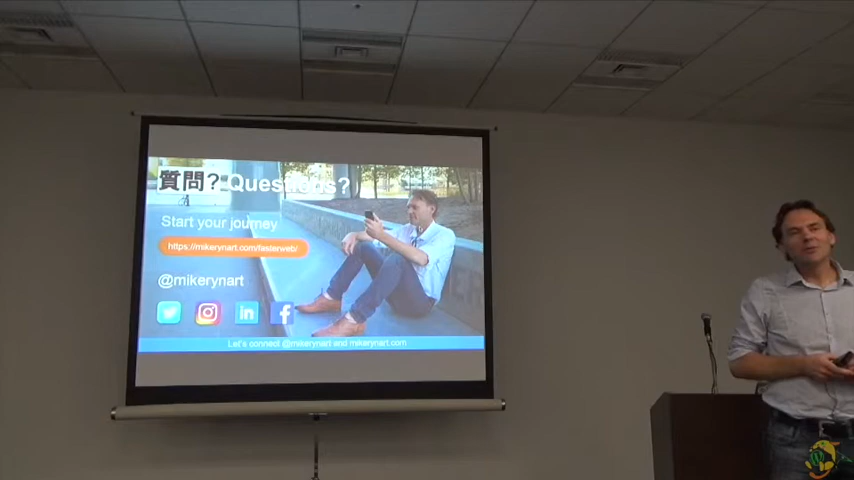 質問? Questions?
Start your journey
https://mikerynart.com/fasterweb/
@mikerynart
Let's connect @mikerynart and mikerynart.com